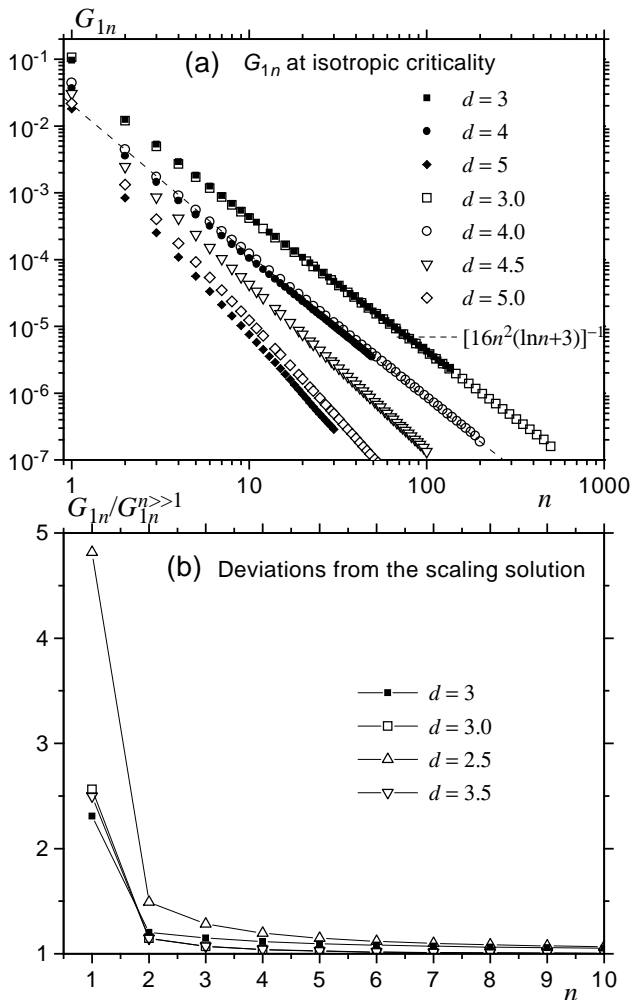 G₁ₙ
(a) G₁ₙ at isotropic criticality
10⁻¹
10⁻²
10⁻³
10⁻⁴
10⁻⁵
10⁻⁶
10⁻⁷
d = 3
d = 4
d = 5
d = 3.0
d = 4.0
d = 4.5
d = 5.0
[16n²(lnn+3)]⁻¹
1 10 100 n 1000
G₁ₙ/G₁ₙⁿ>>¹
(b) Deviations from the scaling solution
5
4
3
2
1
d = 3
d = 3.0
d = 2.5
d = 3.5
1 2 3 4 5 6 7 8 9 10
n